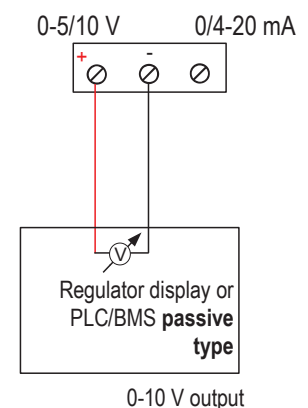 0-5/10 V 0/4-20 mA
+ -
V
Regulator display or
PLC/BMS passive
type
0-10 V output